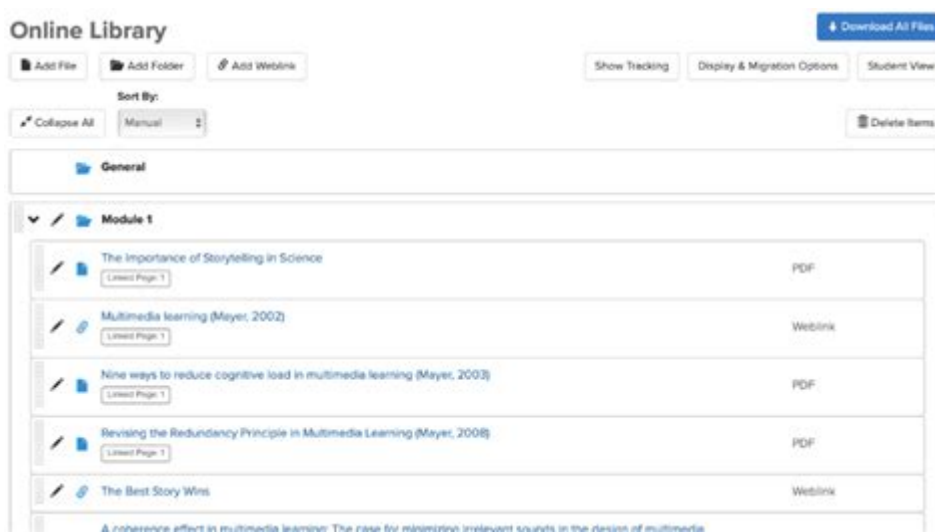 Online Library
Download All Files
Add File
Add Folder
Add Weblink
Show Tracking
Display & Migration Options
Student View
Sort By:
Collapse All
Manual
Delete Items
General
Module 1
The Importance of Storytelling in Science
PDF
Linked Page: 1
Multimedia learning (Mayer, 2002)
Weblink
Linked Page: 1
Nine ways to reduce cognitive load in multimedia learning (Mayer, 2003)
PDF
Linked Page: 1
Revising the Redundancy Principle in Multimedia Learning (Mayer, 2008)
PDF
Linked Page: 1
The Best Story Wins
Weblink
A coherence effect in multimedia learning: The case for minimizing irrelevant sounds in the design of multimedia